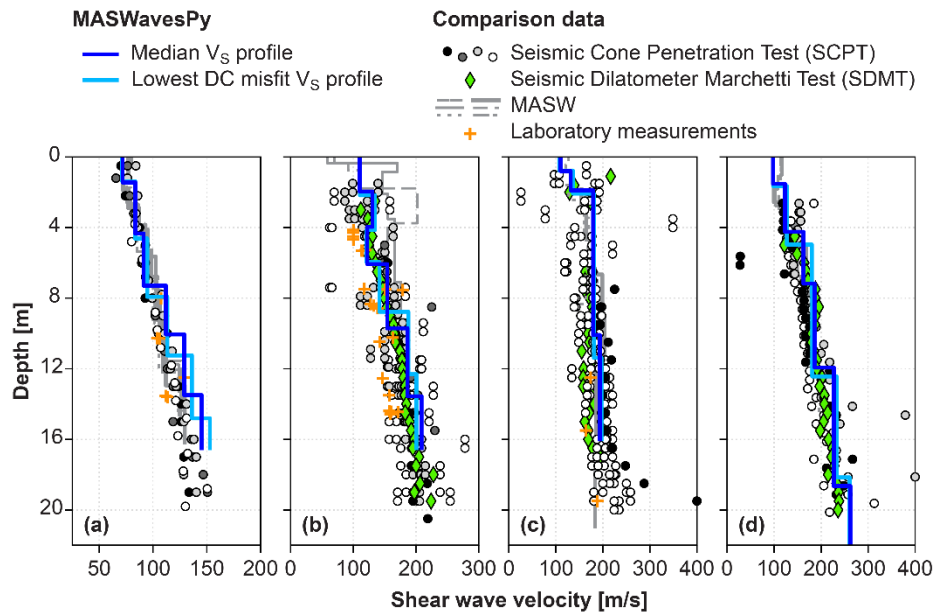 MASWavesPy
Median VS profile
Lowest DC misfit VS profile
Comparison data
Seismic Cone Penetration Test (SCPT)
Seismic Dilatometer Marchetti Test (SDMT)
MASW
Laboratory measurements
Depth [m]
0
4
8
12
16
20
(a)
50 100 150 200
(b)
0 100 200 300
(c)
0 100 200 300 400
(d)
0 100 200 300 400
Shear wave velocity [m/s]